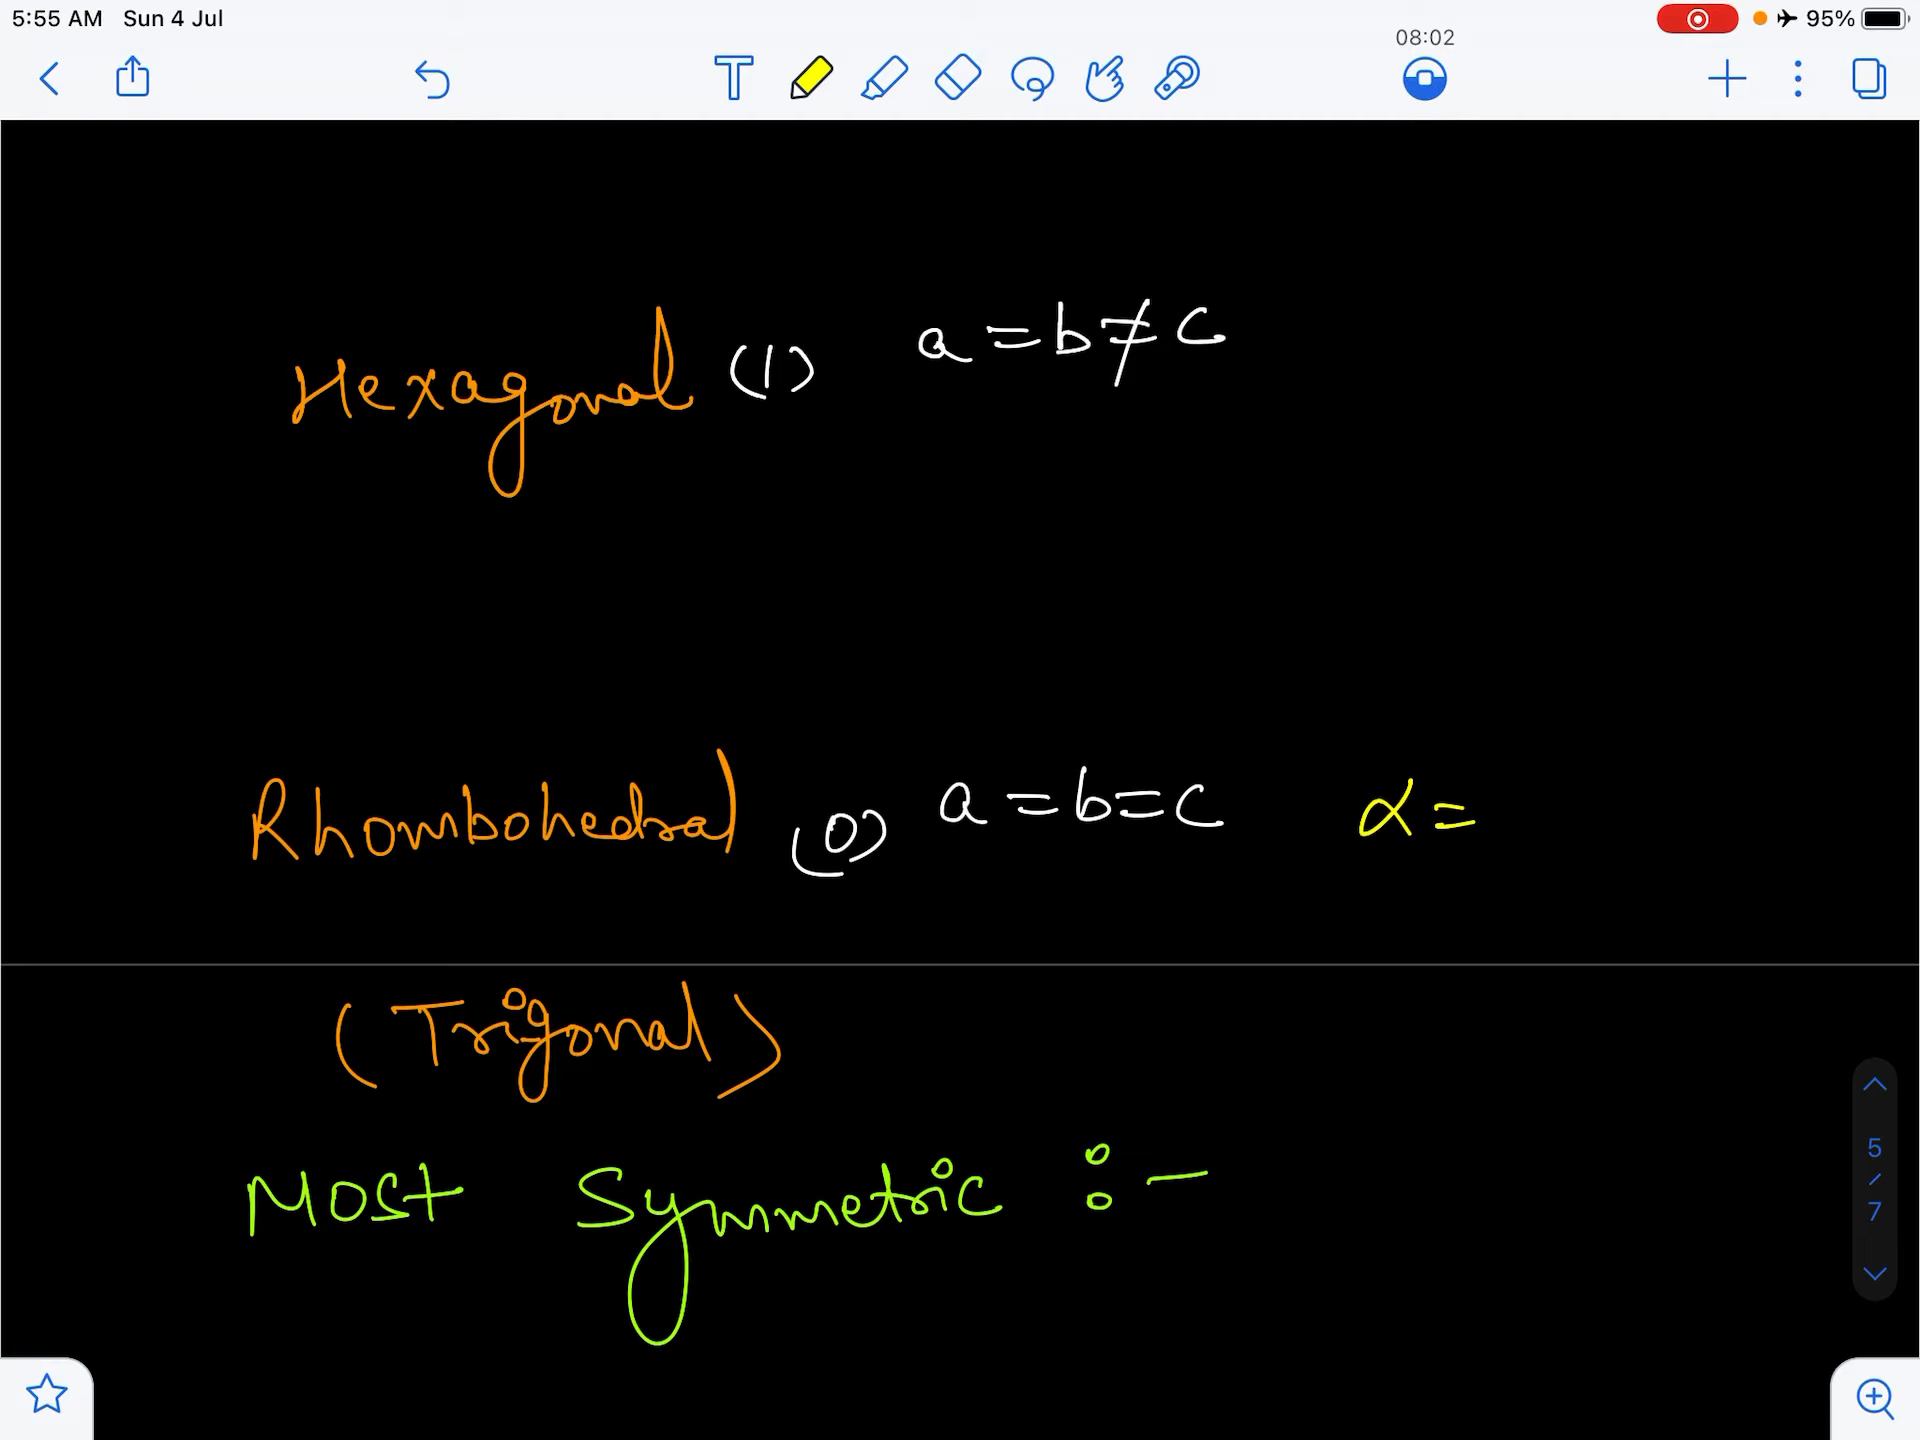 5:55 AM Sun 4 Jul 95%
08:02
T
Hexagonal (1) a = b ≠ c
Rhombohedral (0) a = b = c α =
(Trigonal)
Most Symmetric :-
5
/
7